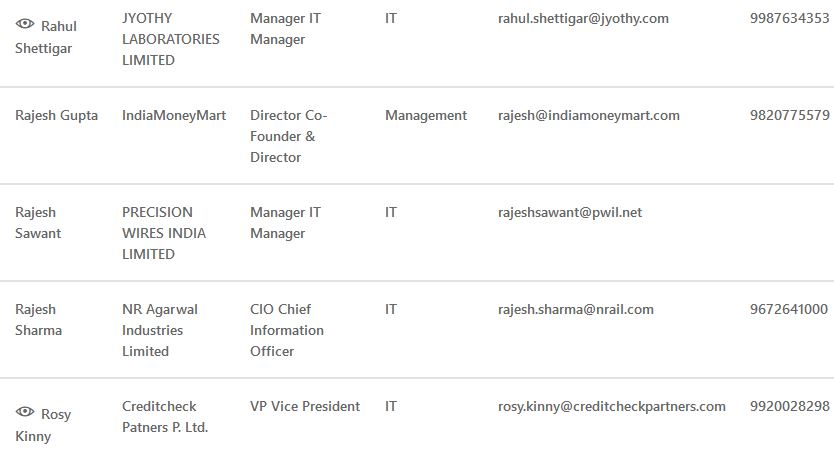 Rahul Shettigar JYOTHY LABORATORIES LIMITED Manager IT Manager IT rahul.shettigar@jyothy.com 9987634353
Rajesh Gupta IndiaMoneyMart Director Co-Founder & Director Management rajesh@indiamoneymart.com 9820775579
Rajesh Sawant PRECISION WIRES INDIA LIMITED Manager IT Manager IT rajeshsawant@pwil.net
Rajesh Sharma NR Agarwal Industries Limited CIO Chief Information Officer IT rajesh.sharma@nrail.com 9672641000
Rosy Kinny Creditcheck Patners P. Ltd. VP Vice President IT rosy.kinny@creditcheckpartners.com 9920028298